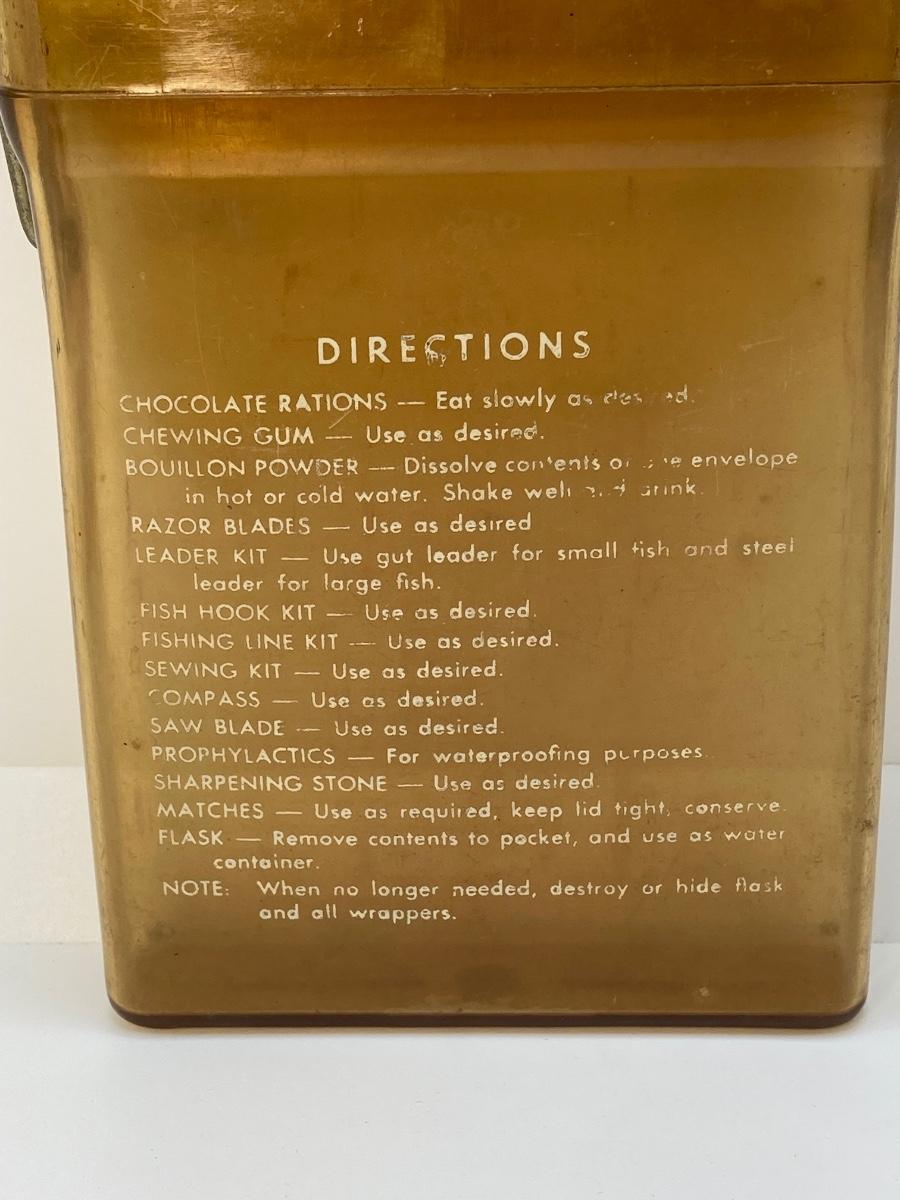 DIRECTIONS
CHOCOLATE RATIONS — Eat slowly as desired.
CHEWING GUM — Use as desired.
BOUILLON POWDER — Dissolve contents of envelope
in hot or cold water. Shake well and drink.
RAZOR BLADES — Use as desired
LEADER KIT — Use gut leader for small fish and steel
leader for large fish.
FISH HOOK KIT — Use as desired.
FISHING LINE KIT — Use as desired.
SEWING KIT — Use as desired.
COMPASS — Use as desired.
SAW BLADE — Use as desired.
PROPHYLACTICS — For waterproofing purposes.
SHARPENING STONE — Use as desired.
MATCHES — Use as required, keep lid tight, conserve.
FLASK — Remove contents to pocket, and use as water
container.
NOTE: When no longer needed, destroy or hide flask
and all wrappers.